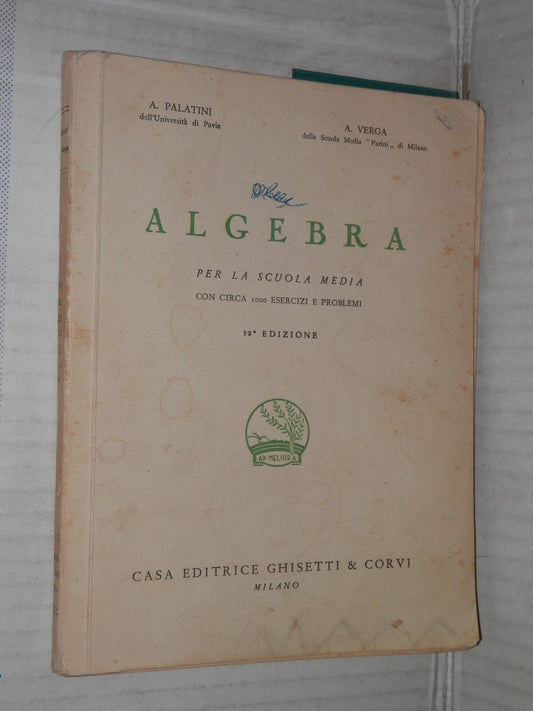 A. PALATINI
dell'Università di Pavia
A. VERGA
della Scuola Media "Parini„ di Milano
ALGEBRA
PER LA SCUOLA MEDIA
CON CIRCA 1000 ESERCIZI E PROBLEMI
12ª EDIZIONE
AD MELIORA
CASA EDITRICE GHISETTI & CORVI
MILANO